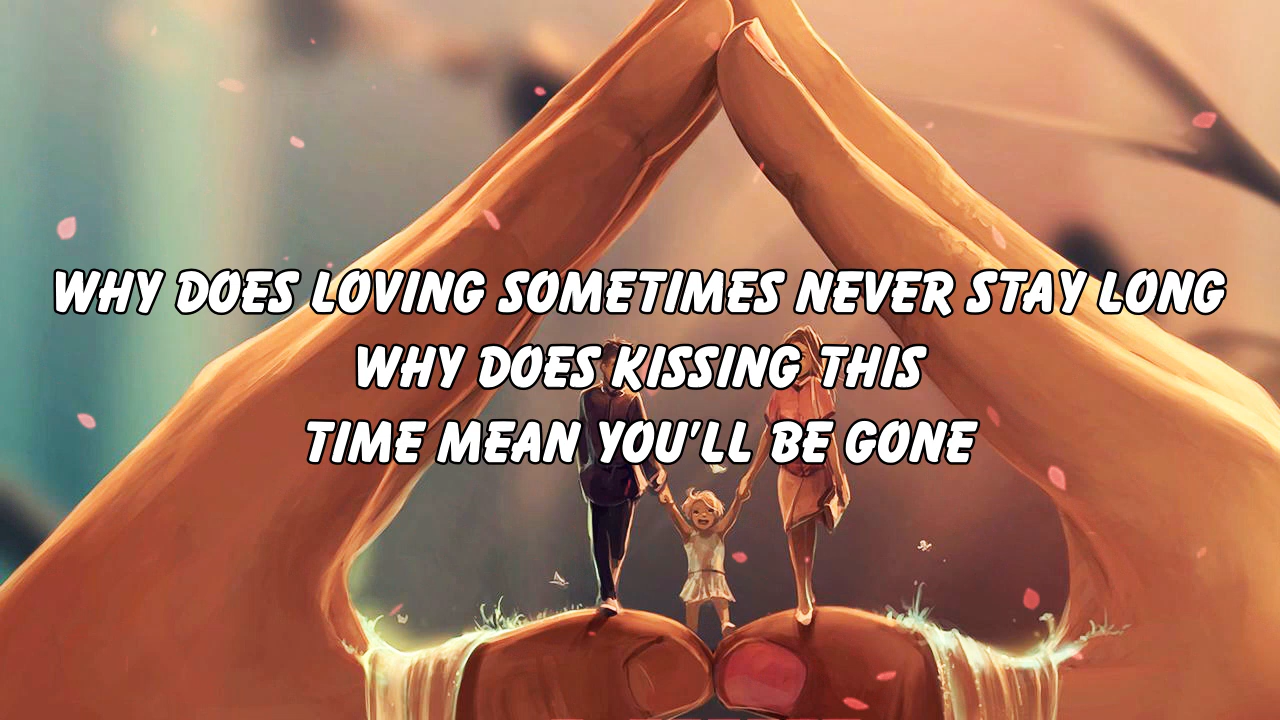 WHY DOES LOVING SOMETIMES NEVER STAY LONG
WHY DOES KISSING THIS
TIME MEAN YOU'LL BE GONE